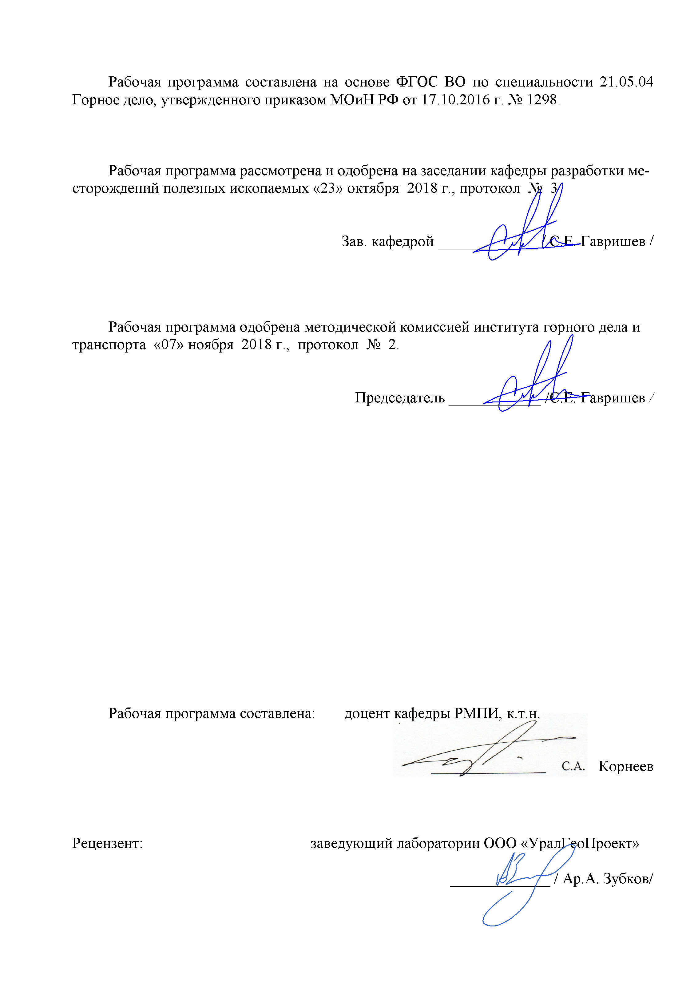 Рабочая программа составлена на основе ФГОС ВО по специальности 21.05.04
Горное дело, утвержденного приказом МОиН РФ от 17.10.2016 г. № 1298.
Рабочая программа рассмотрена и одобрена на заседании кафедры разработки ме-
сторождений полезных ископаемых «23» октября 2018 г., протокол № 3
Зав. кафедрой _____________ / С.Е. Гавришев /
Рабочая программа одобрена методической комиссией института горного дела и
транспорта «07» ноября 2018 г., протокол № 2.
Председатель ____________ /С.Е. Гавришев /
Рабочая программа составлена: доцент кафедры РМПИ, к.т.н.
_______________ С.А. Корнеев
Рецензент: заведующий лаборатории ООО «УралГеоПроект»
_____________ / Ар.А. Зубков/